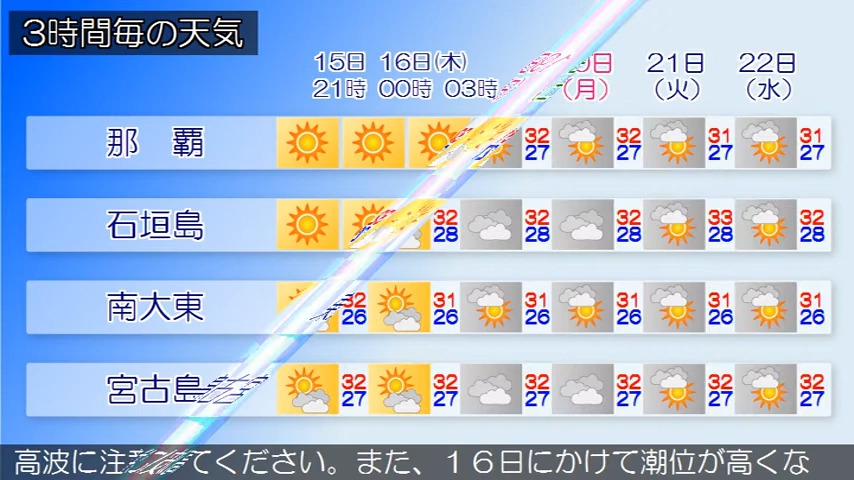 3時間毎の天気
15日 16日(木) 日 21日 22日
21時 00時 03時 (月) (火) (水)
那覇 32 32 31 31
27 27 27 27
石垣島 32 32 32 33 32
28 28 28 28 28
南大東 32 31 31 31 31 31
26 26 26 26 26 26
宮古島 32 32 32 32 32 32
27 27 27 27 27 27
高波に注意してください。また、16日にかけて潮位が高くな